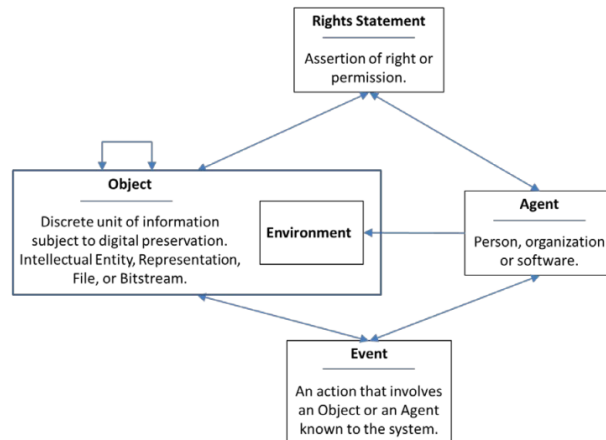 Rights Statement
Assertion of right or
permission.
Object
Discrete unit of information
subject to digital preservation.
Intellectual Entity, Representation,
File, or Bitstream.
Environment
Agent
Person, organization
or software.
Event
An action that involves
an Object or an Agent
known to the system.